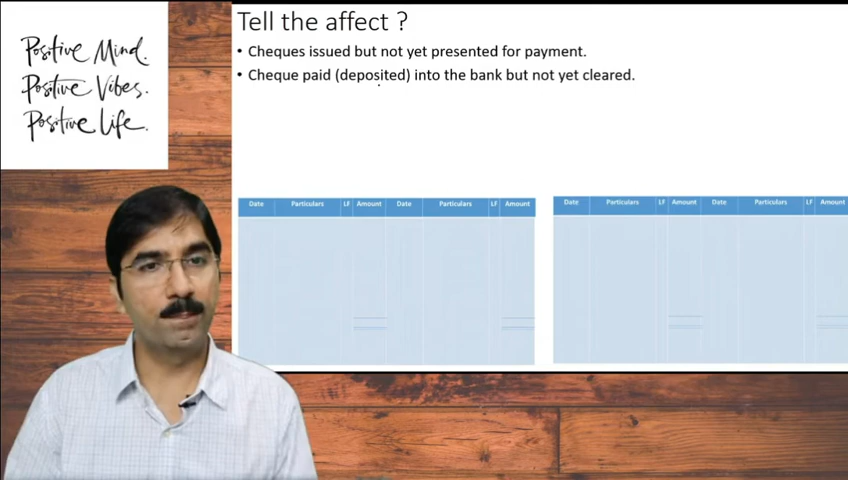 Positive Mind.
Positive Vibes.
Positive Life.
Tell the affect ?
• Cheques issued but not yet presented for payment.
• Cheque paid (deposited) into the bank but not yet cleared.
Date Particulars LF Amount Date Particulars LF Amount
Date Particulars LF Amount Date Particulars LF Amount